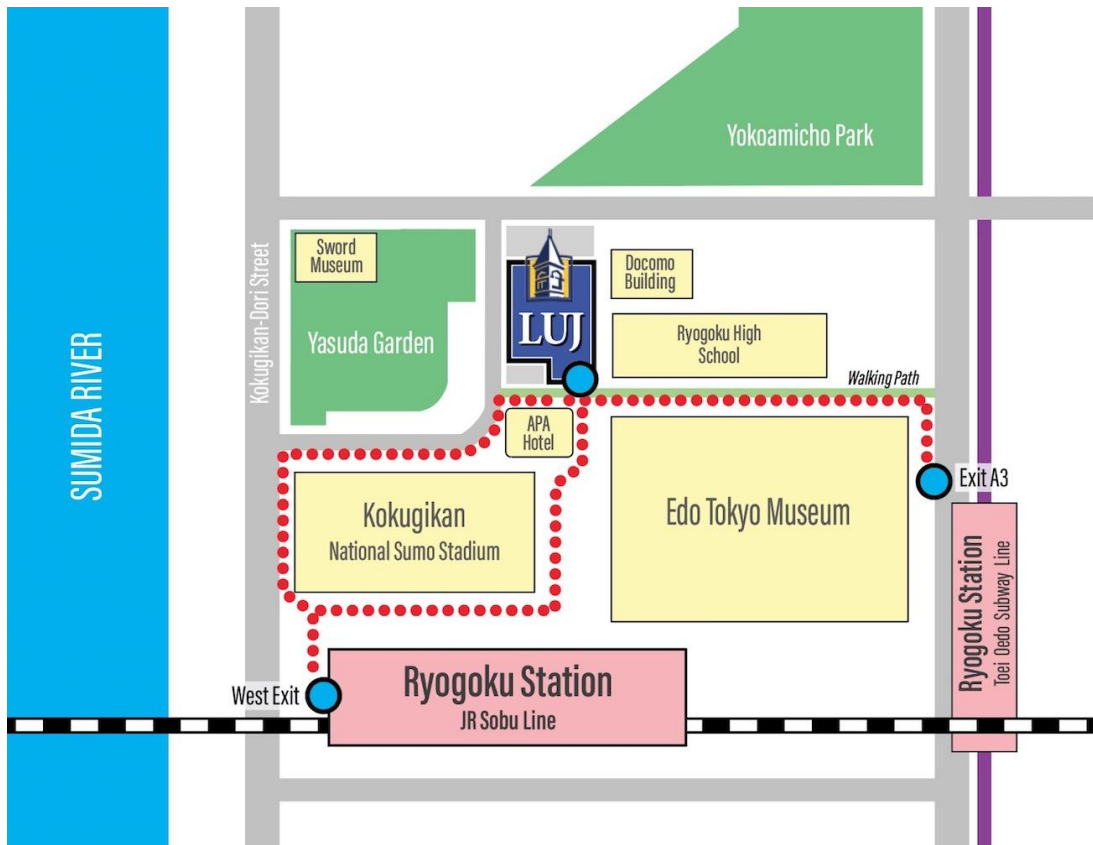 Yokoamicho Park
Sword
Museum
Kokugikan-Dori Street
Yasuda Garden
LUJ
Docomo
Building
Ryogoku High
School
Walking Path
SUMIDA RIVER
APA
Hotel
Exit A3
Kokugikan
National Sumo Stadium
Edo Tokyo Museum
Ryogoku Station
Toei Oedo Subway Line
West Exit
Ryogoku Station
JR Sobu Line